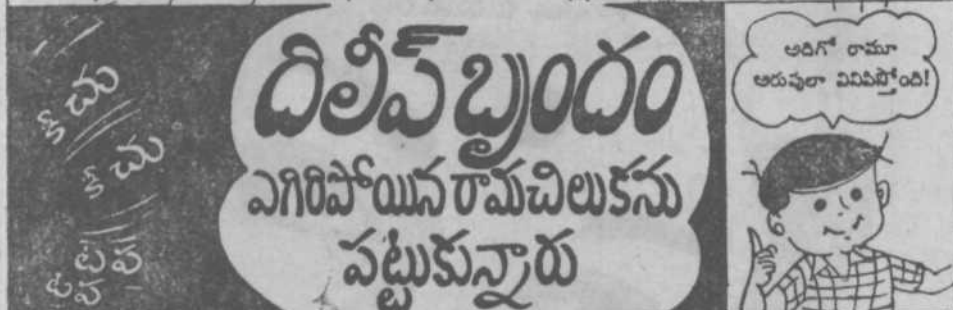 కీచు
కీచు
టప
టప
దిలీప్ బృందం
ఎగిరిపోయిన రామచిలుకను
పట్టుకున్నారు
అదిగో రామూ
అరుపులా వినిపిస్తోంది!